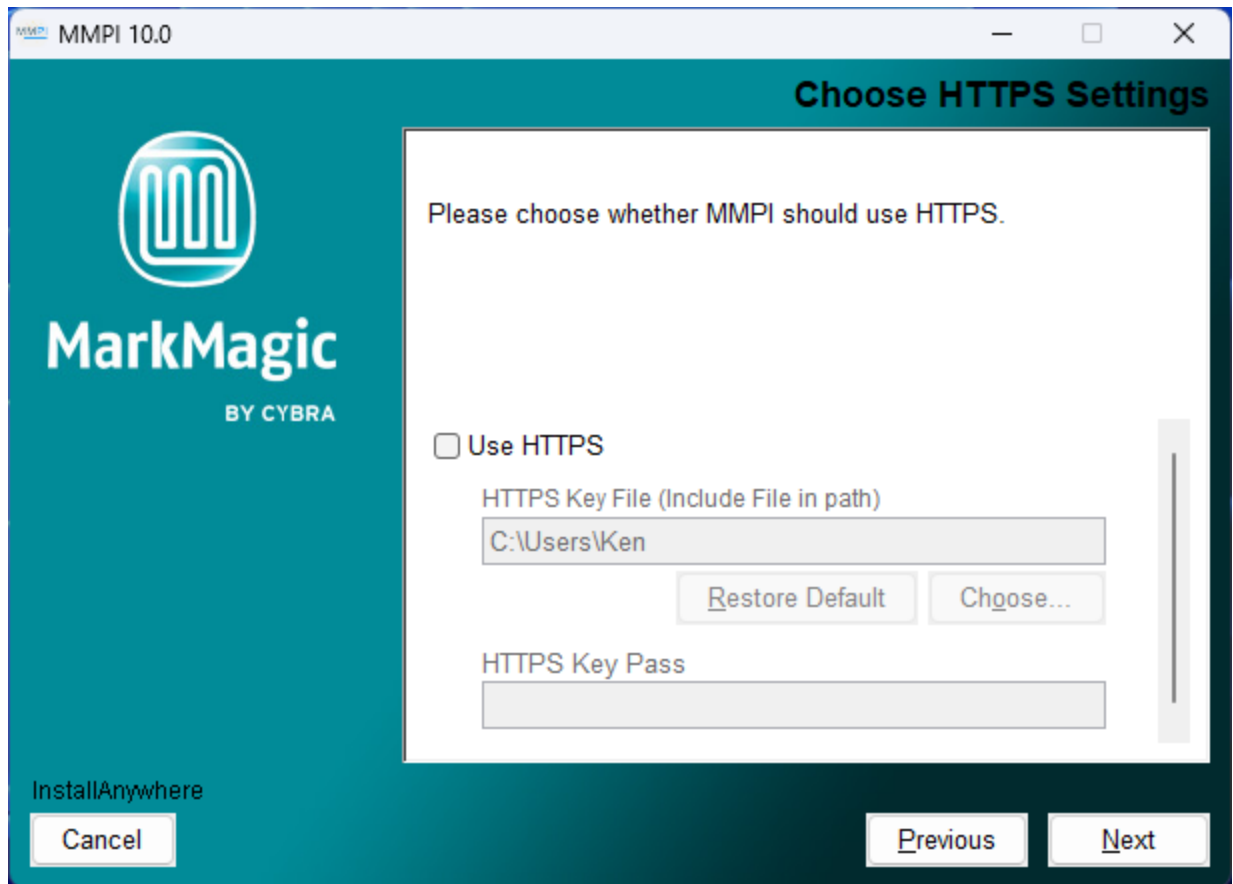 MMPI MMPI 10.0
Choose HTTPS Settings
MarkMagic
BY CYBRA
Please choose whether MMPI should use HTTPS.
Use HTTPS
HTTPS Key File (Include File in path)
C:\Users\Ken
Restore Default Choose...
HTTPS Key Pass
InstallAnywhere
Cancel Previous Next